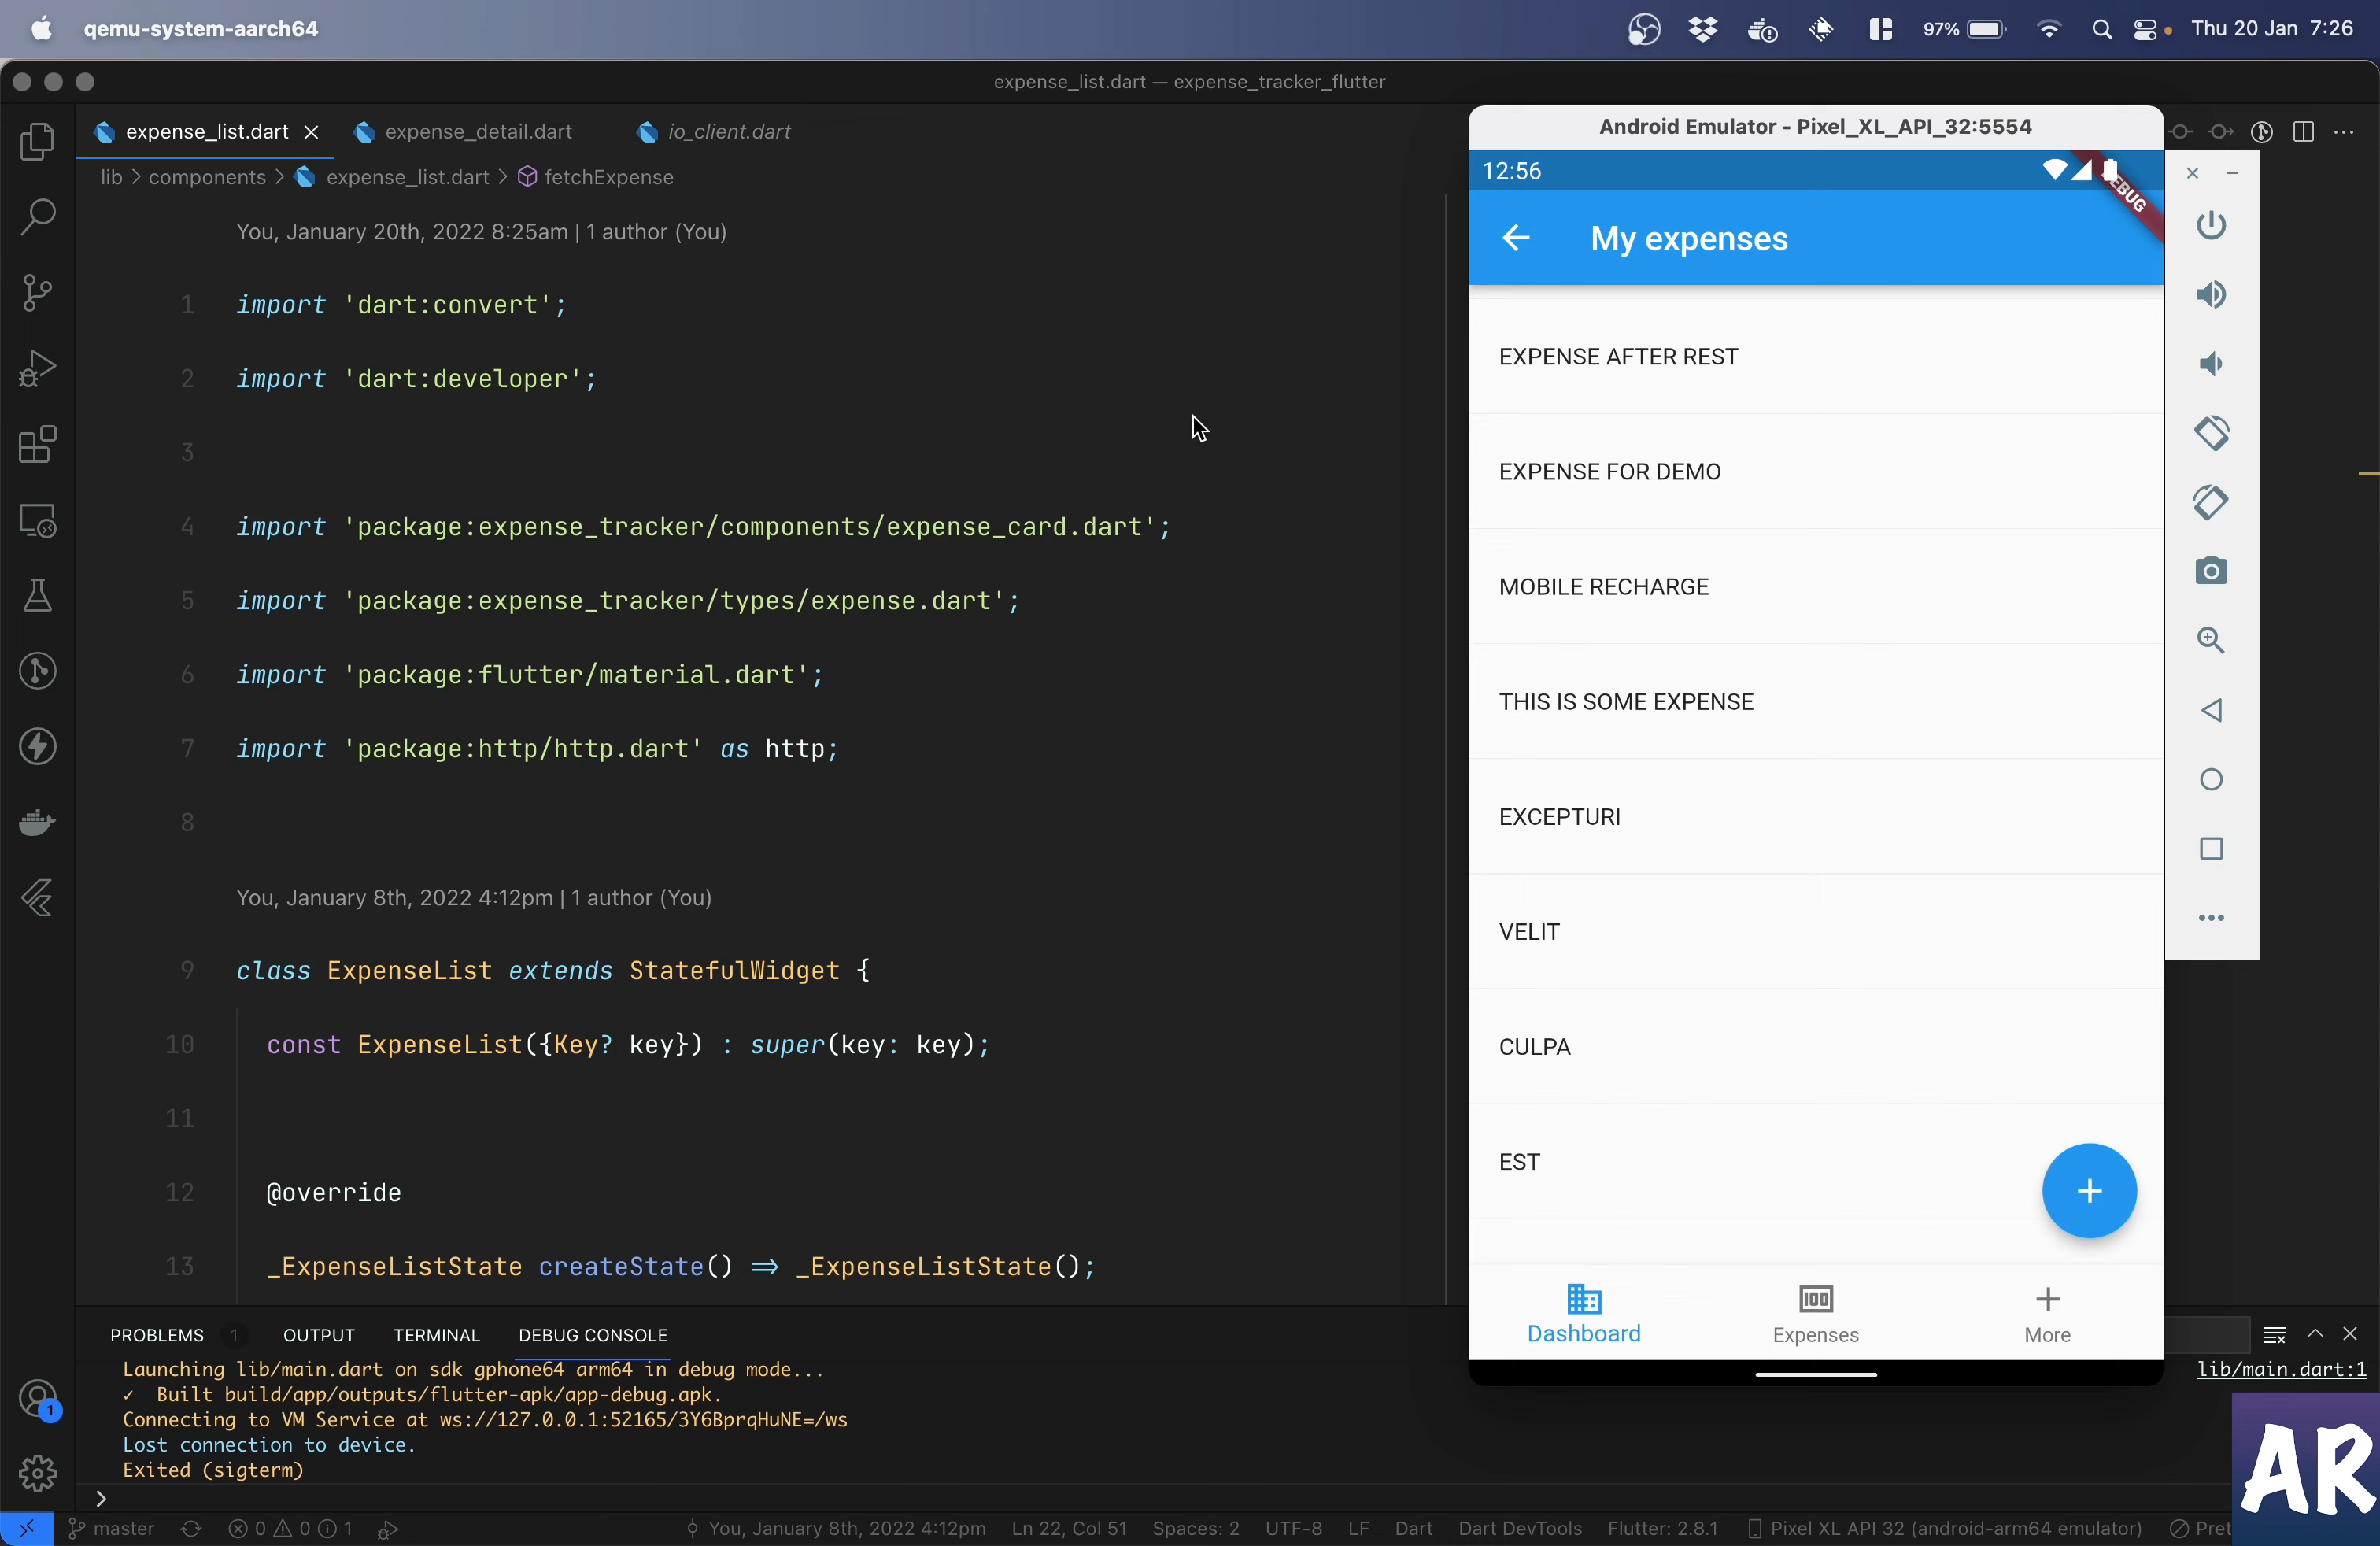 qemu-system-aarch64
97%
Thu 20 Jan 7:26
expense_list.dart — expense_tracker_flutter
expense_list.dart
expense_detail.dart
io_client.dart
lib > components > expense_list.dart > fetchExpense
You, January 20th, 2022 8:25am | 1 author (You)
1 import 'dart:convert';
2 import 'dart:developer';
3
4 import 'package:expense_tracker/components/expense_card.dart';
5 import 'package:expense_tracker/types/expense.dart';
6 import 'package:flutter/material.dart';
7 import 'package:http/http.dart' as http;
8
You, January 8th, 2022 4:12pm | 1 author (You)
9 class ExpenseList extends StatefulWidget {
10 const ExpenseList({Key? key}) : super(key: key);
11
12 @override
13 _ExpenseListState createState() => _ExpenseListState();
Android Emulator - Pixel_XL_API_32:5554
12:56
My expenses
EXPENSE AFTER REST
EXPENSE FOR DEMO
MOBILE RECHARGE
THIS IS SOME EXPENSE
EXCEPTURI
VELIT
CULPA
EST
Dashboard
Expenses
More
PROBLEMS 1
OUTPUT
TERMINAL
DEBUG CONSOLE
Launching lib/main.dart on sdk gphone64 arm64 in debug mode...
lib/main.dart:1
✓ Built build/app/outputs/flutter-apk/app-debug.apk.
Connecting to VM Service at ws://127.0.0.1:52165/3Y6BprqHuNE=/ws
Lost connection to device.
Exited (sigterm)
1
AR
master
0 0 1
You, January 8th, 2022 4:12pm
Ln 22, Col 51
Spaces: 2
UTF-8
LF
Dart
Dart DevTools
Flutter: 2.8.1
Pixel XL API 32 (android-arm64 emulator)